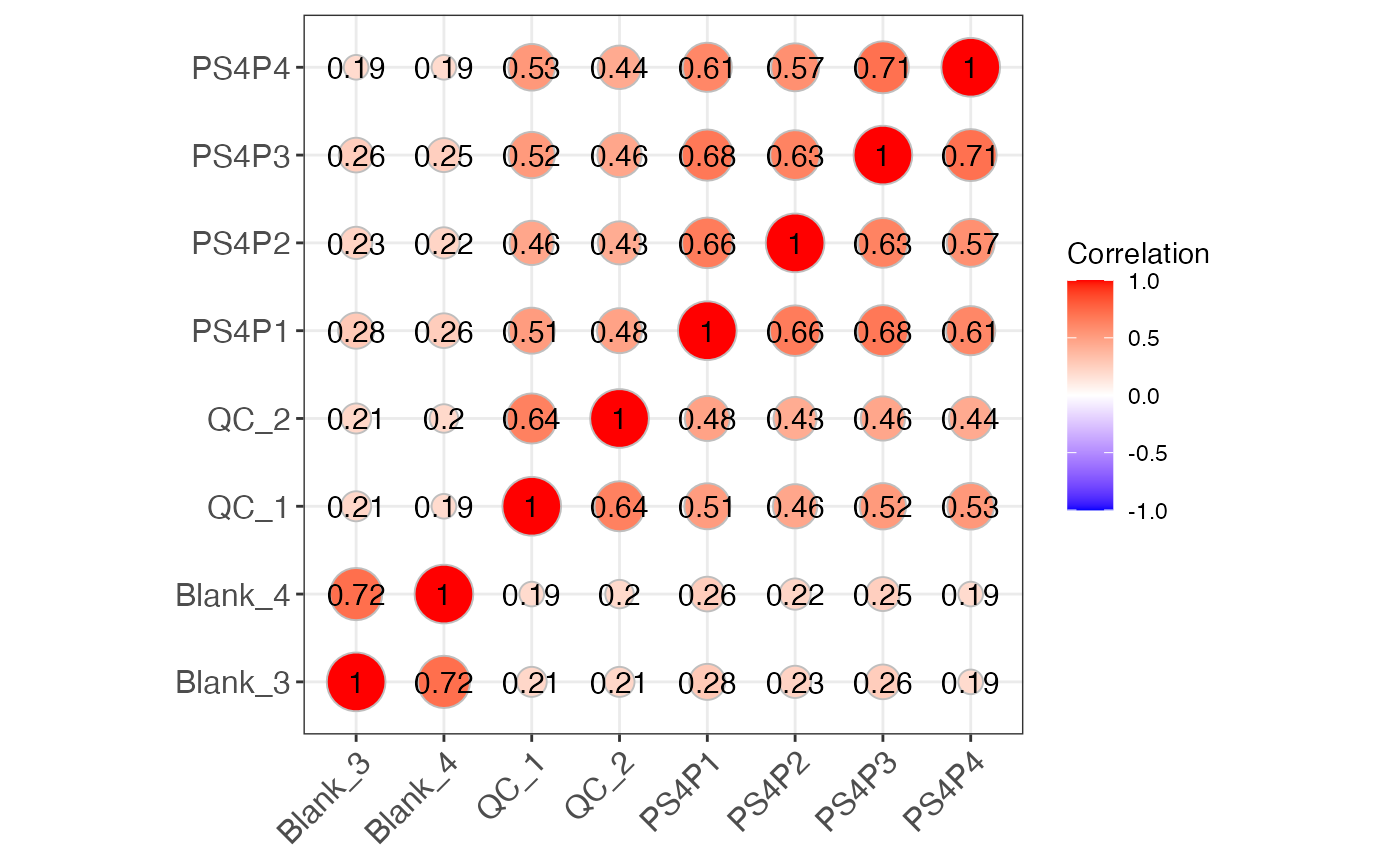 PS4P4 0.19 0.19 0.53 0.44 0.61 0.57 0.71 1
PS4P3 0.26 0.25 0.52 0.46 0.68 0.63 1 0.71
PS4P2 0.23 0.22 0.46 0.43 0.66 1 0.63 0.57
PS4P1 0.28 0.26 0.51 0.48 1 0.66 0.68 0.61
QC_2 0.21 0.2 0.64 1 0.48 0.43 0.46 0.44
QC_1 0.21 0.19 1 0.64 0.51 0.46 0.52 0.53
Blank_4 0.72 1 0.19 0.2 0.26 0.22 0.25 0.19
Blank_3 1 0.72 0.21 0.21 0.28 0.23 0.26 0.19
Blank_3 Blank_4 QC_1 QC_2 PS4P1 PS4P2 PS4P3 PS4P4
Correlation
1.0
0.5
0.0
-0.5
-1.0